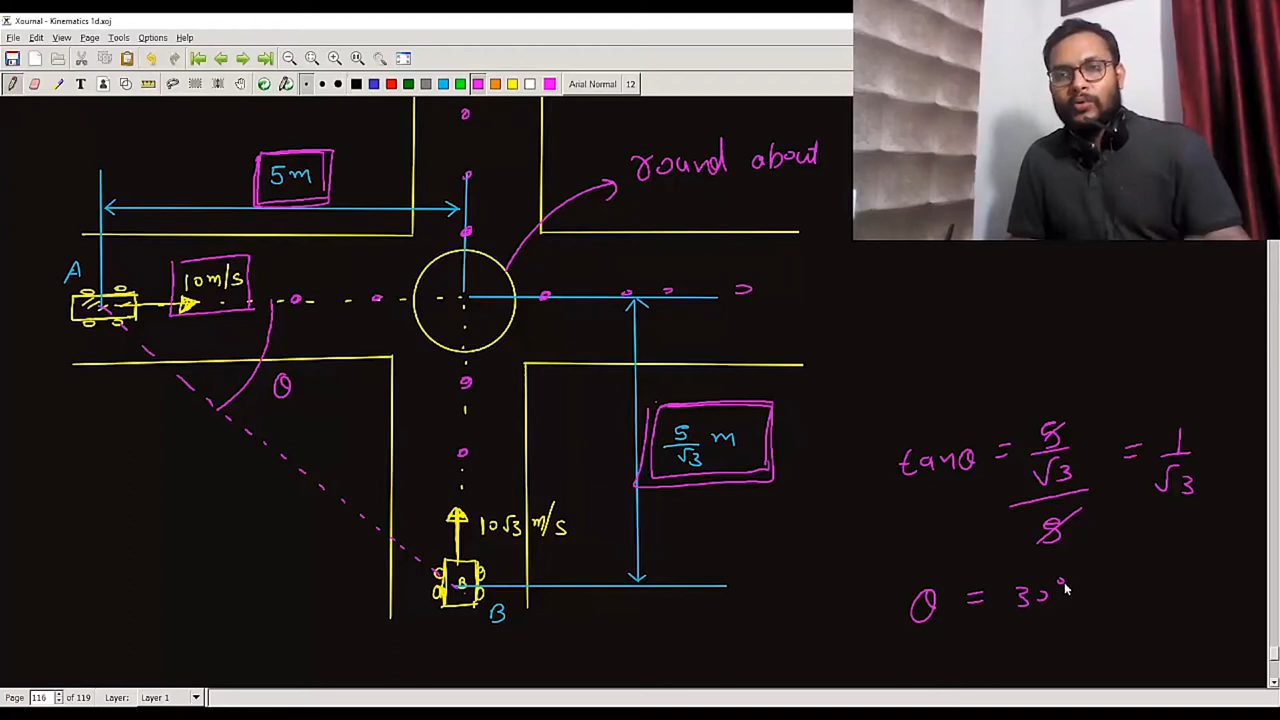 Xournal - Kinematics 1d.xoj
File Edit View Page Tools Options Help
Arial Normal 12
5m
round about
A
10m/s
θ
5/√3 m
tanθ = 5/√3 / 5 = 1/√3
10√3 m/s
B
B
θ = 30°
Page 116 of 119 Layer: Layer 1